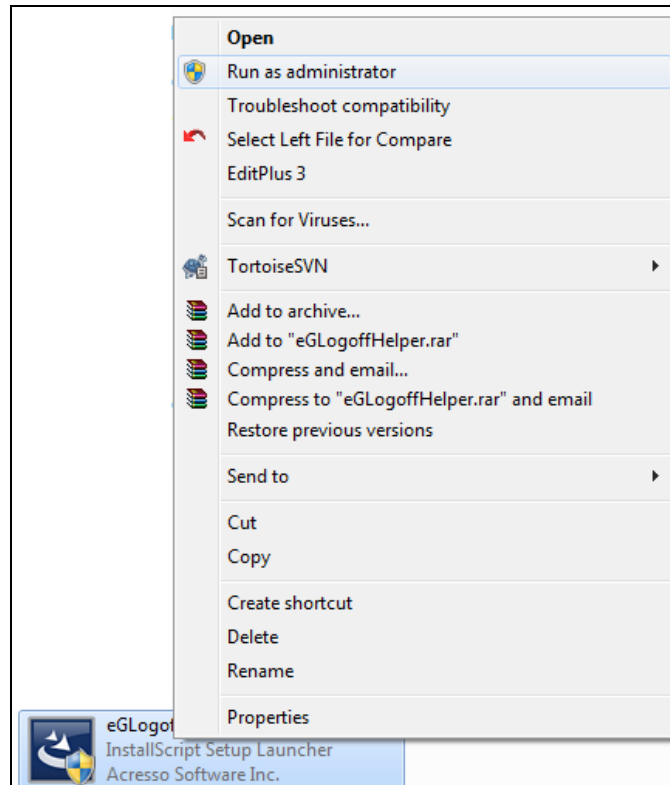 Open
Run as administrator
Troubleshoot compatibility
Select Left File for Compare
EditPlus 3
Scan for Viruses...
TortoiseSVN
Add to archive...
Add to "eGLogoffHelper.rar"
Compress and email...
Compress to "eGLogoffHelper.rar" and email
Restore previous versions
Send to
Cut
Copy
Create shortcut
Delete
Rename
Properties
eGLogof
InstallScript Setup Launcher
Acresso Software Inc.